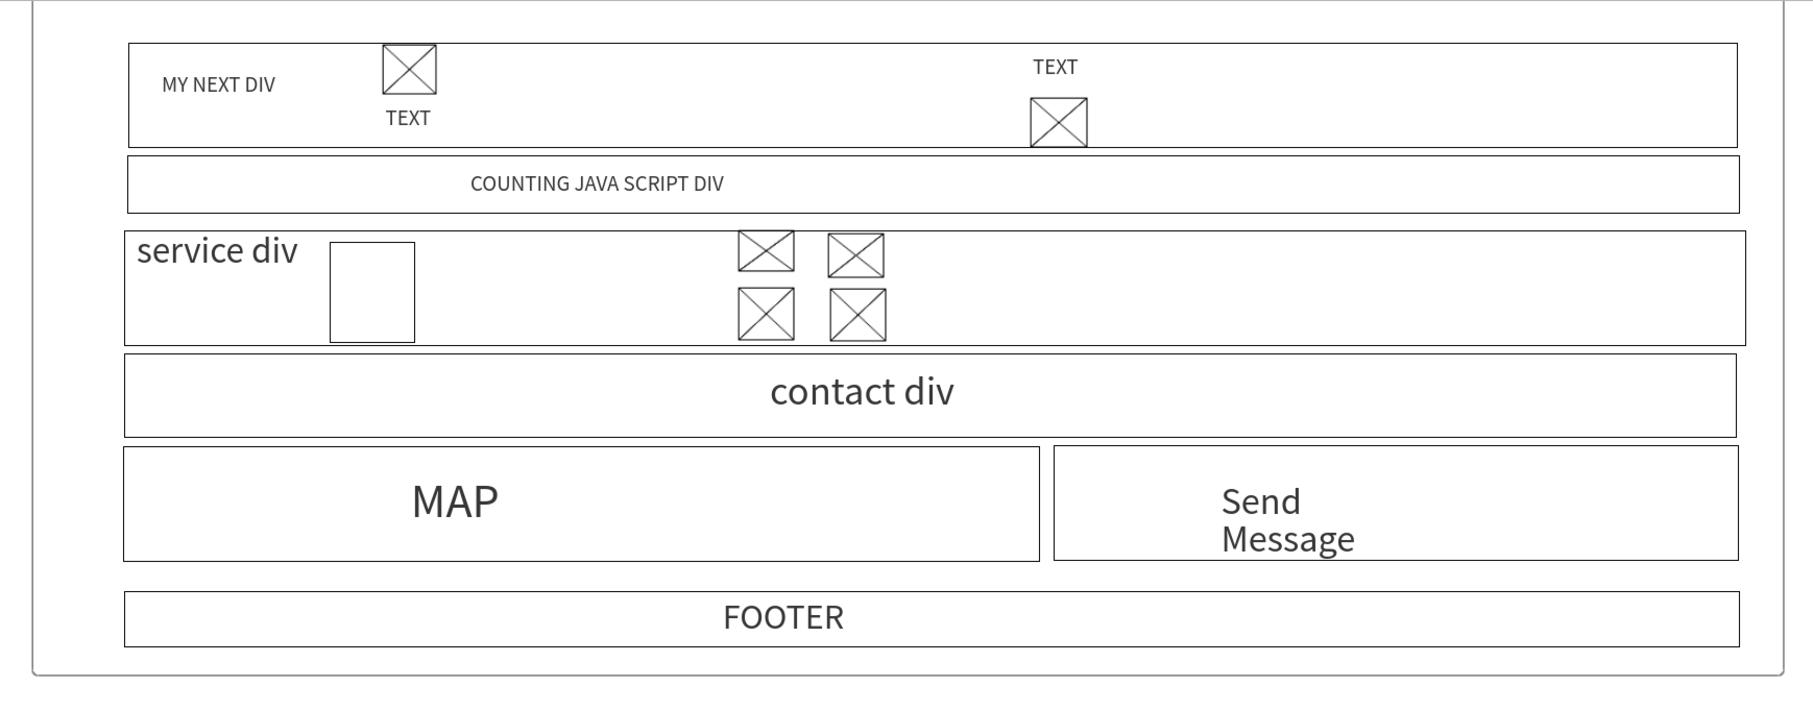 MY NEXT DIV
TEXT
TEXT
COUNTING JAVA SCRIPT DIV
service div
contact div
MAP
Send
Message
FOOTER